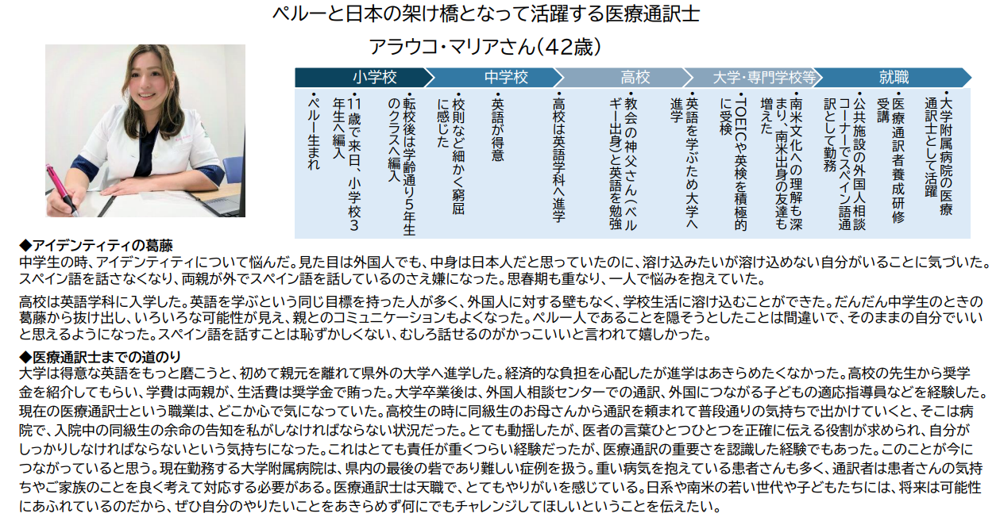 ペルーと日本の架け橋となって活躍する医療通訳士
アラウコ・マリアさん(42歳)
小学校
中学校
高校
大学・専門学校等
就職
・ペルー生まれ
・11歳で来日、小学校3
年生へ編入
・転校後は学齢通り5年生
のクラスへ編入
・校則など細かく窮屈
に感じた
・英語が得意
・高校は英語学科へ進学
・教会の神父さん(ベル
ギー出身)と英語を勉強
・英語を学ぶため大学へ
進学
・TOEICや英検を積極的
に受検
・南米文化への理解も深
まり、南米出身の友達も
増えた
・公共施設の外国人相談
コーナーでスペイン語通
訳として勤務
・医療通訳者養成研修
受講
・大学附属病院の医療
通訳士として活躍
◆アイデンティティの葛藤
中学生の時、アイデンティティについて悩んだ。見た目は外国人でも、中身は日本人だと思っていたのに、溶け込みたいが溶け込めない自分がいることに気づいた。
スペイン語を話さなくなり、両親が外でスペイン語を話しているのさえ嫌になった。思春期も重なり、一人で悩みを抱えていた。
高校は英語学科に入学した。英語を学ぶという同じ目標を持った人が多く、外国人に対する壁もなく、学校生活に溶け込むことができた。だんだん中学生のときの
葛藤から抜け出し、いろいろな可能性が見え、親とのコミュニケーションもよくなった。ペルー人であることを隠そうとしたことは間違いで、そのままの自分でいい
と思えるようになった。スペイン語を話すことは恥ずかしくない、むしろ話せるのがかっこいいと言われて嬉しかった。
◆医療通訳士までの道のり
大学は得意な英語をもっと磨こうと、初めて親元を離れて県外の大学へ進学した。経済的な負担を心配したが進学はあきらめたくなかった。高校の先生から奨学
金を紹介してもらい、学費は両親が、生活費は奨学金で賄った。大学卒業後は、外国人相談センターでの通訳、外国につながる子どもの適応指導員などを経験した。
現在の医療通訳士という職業は、どこか心で気になっていた。高校生の時に同級生のお母さんから通訳を頼まれて普段通りの気持ちで出かけていくと、そこは病
院で、入院中の同級生の余命の告知を私がしなければならない状況だった。とても動揺したが、医者の言葉ひとつひとつを正確に伝える役割が求められ、自分が
しっかりしなければならないという気持ちになった。これはとても責任が重くつらい経験だったが、医療通訳の重要さを認識した経験でもあった。このことが今に
つながっていると思う。現在勤務する大学附属病院は、県内の最後の砦であり難しい症例を扱う。重い病気を抱えている患者さんも多く、通訳者は患者さんの気持
ちやご家族のことを良く考えて対応する必要がある。医療通訳士は天職で、とてもやりがいを感じている。日系や南米の若い世代や子どもたちには、将来は可能性
にあふれているのだから、ぜひ自分のやりたいことをあきらめず何にでもチャレンジしてほしいということを伝えたい。